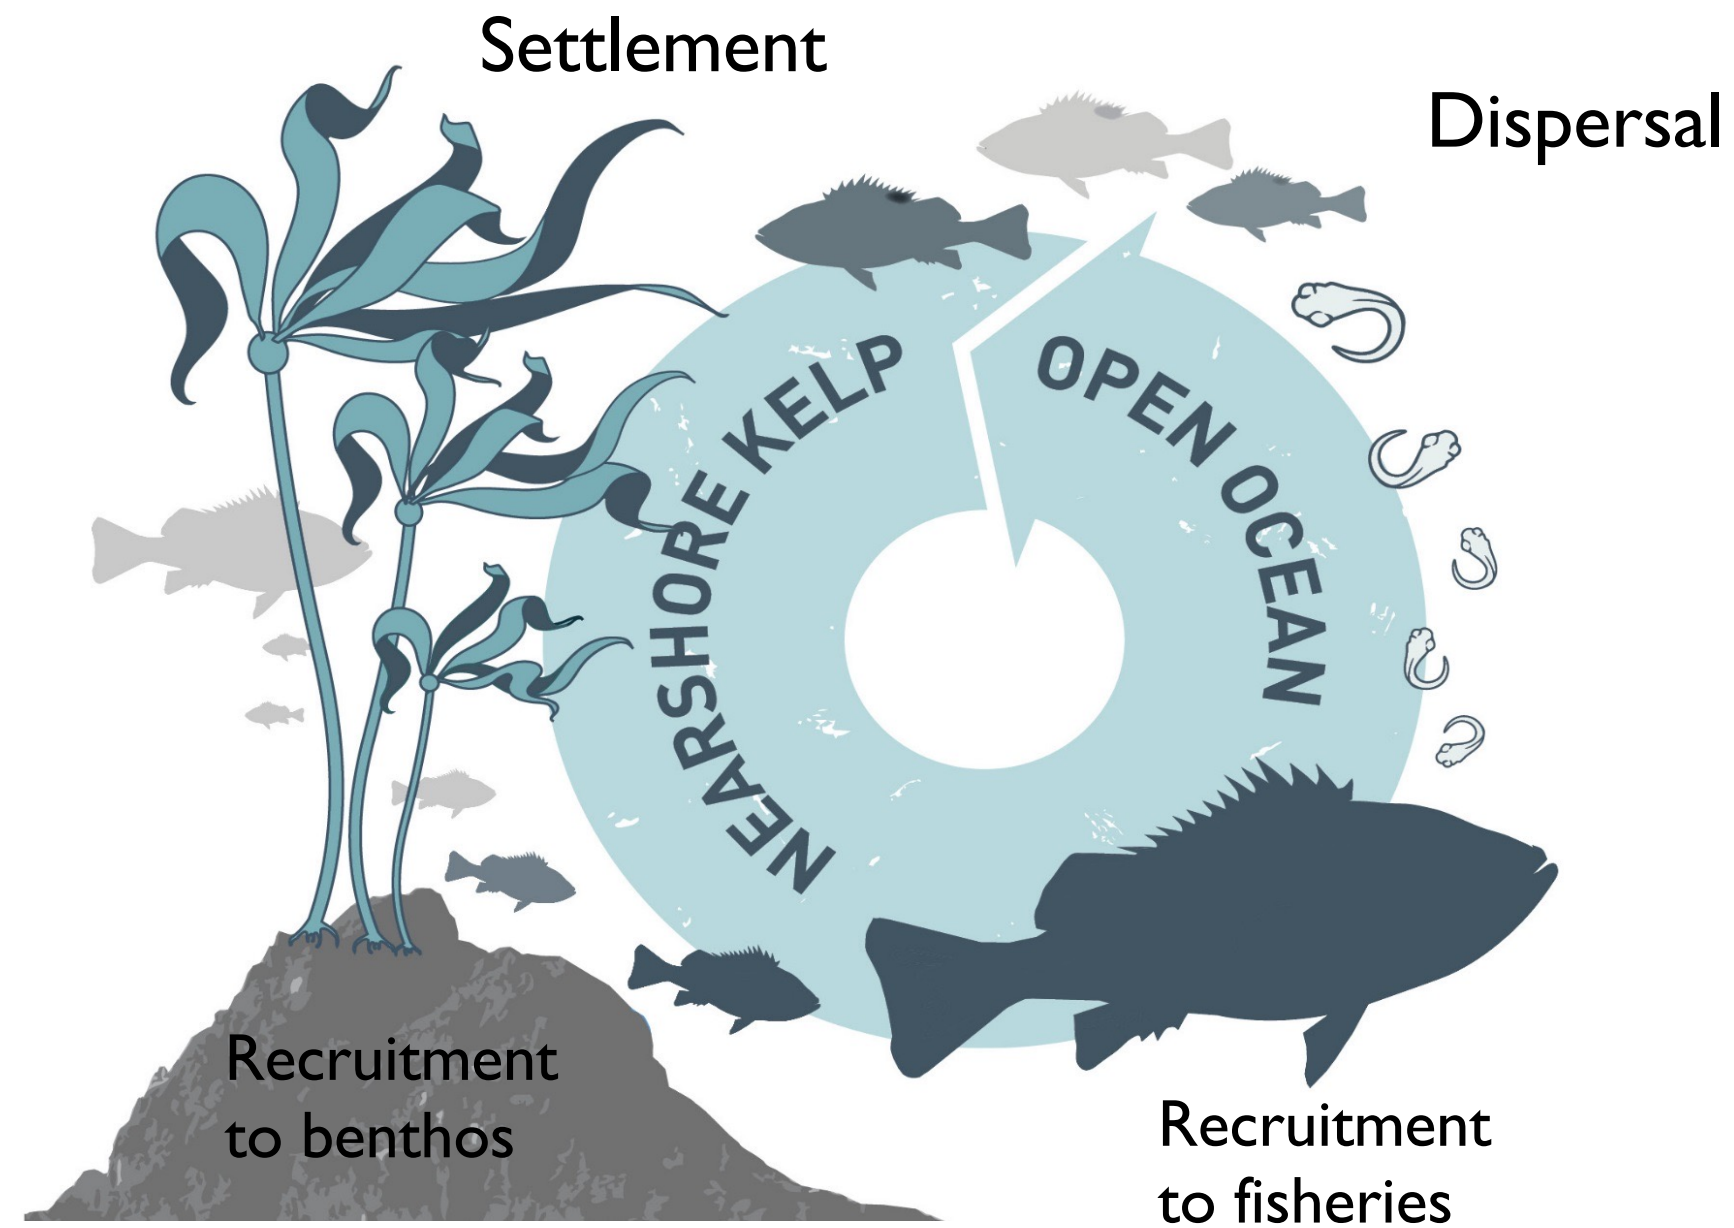 Settlement
Dispersal
NEARSHORE KELP
OPEN OCEAN
Recruitment
to benthos
Recruitment
to fisheries